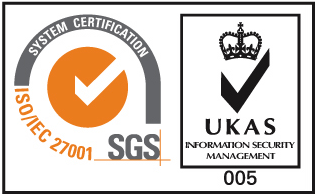 SYSTEM CERTIFICATION
ISO/IEC 27001
SGS
UKAS
INFORMATION SECURITY
MANAGEMENT
005